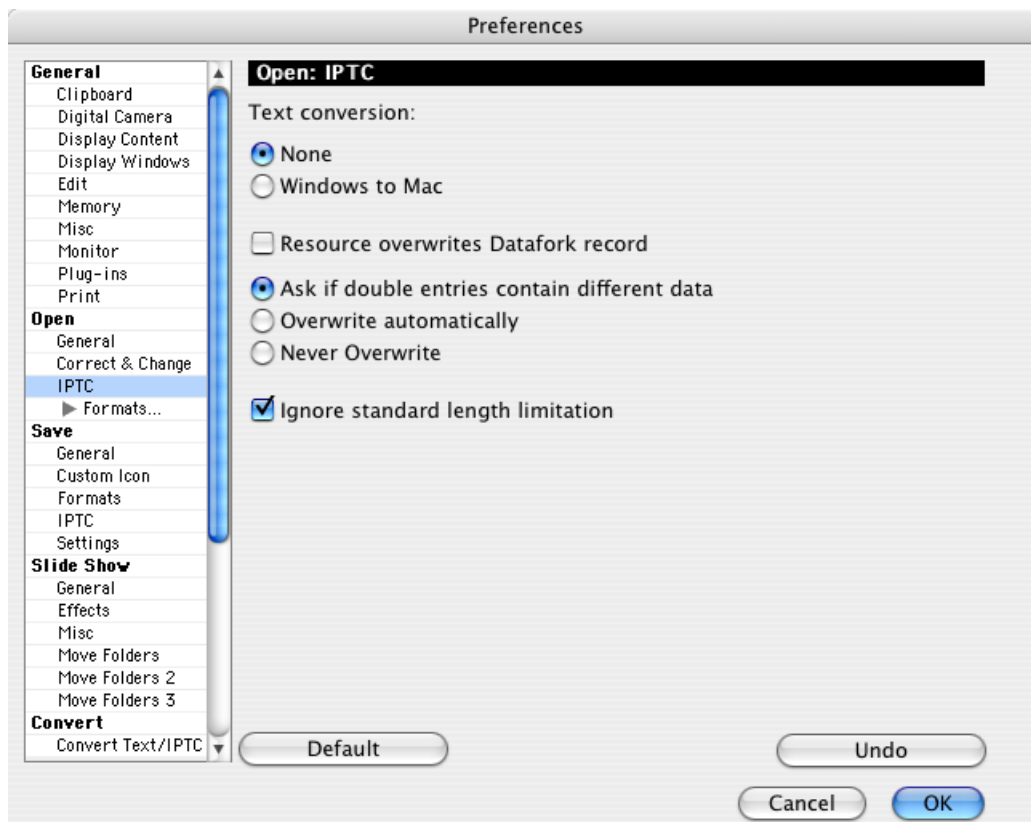 Preferences
General
Clipboard
Digital Camera
Display Content
Display Windows
Edit
Memory
Misc
Monitor
Plug-ins
Print
Open
General
Correct & Change
IPTC
Formats...
Save
General
Custom Icon
Formats
IPTC
Settings
Slide Show
General
Effects
Misc
Move Folders
Move Folders 2
Move Folders 3
Convert
Convert Text/IPTC
Open: IPTC
Text conversion:
None
Windows to Mac
Resource overwrites Datafork record
Ask if double entries contain different data
Overwrite automatically
Never Overwrite
Ignore standard length limitation
Default
Undo
Cancel
OK